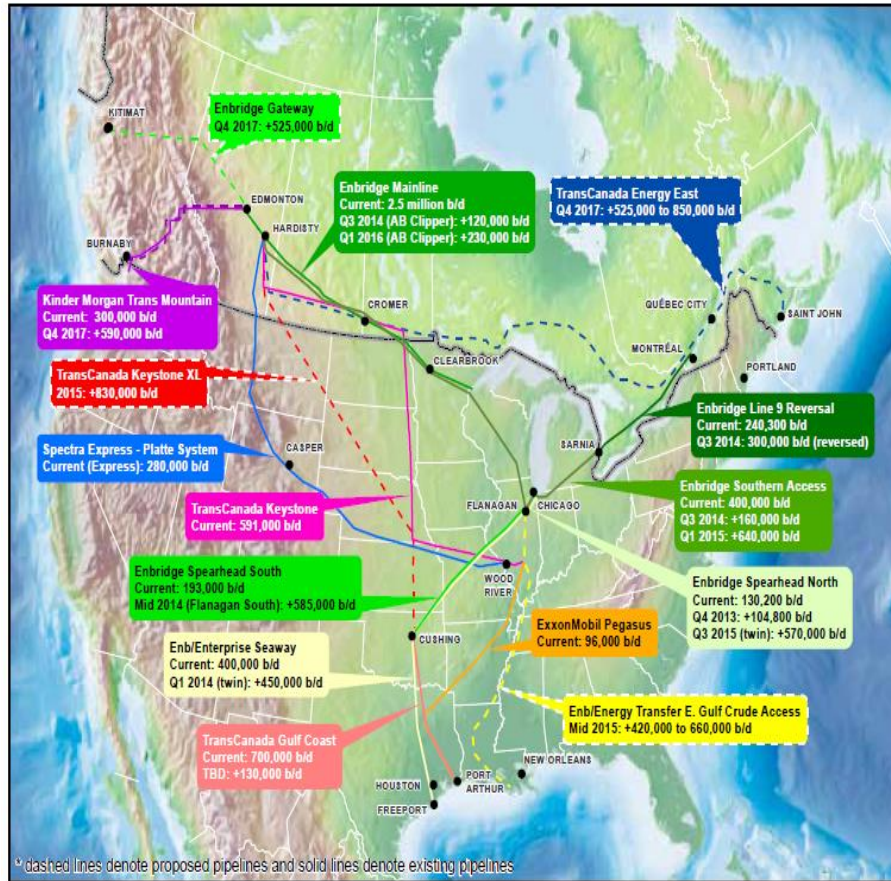 KITIMAT
Enbridge Gateway
Q4 2017: +525,000 b/d
EDMONTON
HARDISTY
BURNABY
Enbridge Mainline
Current: 2.5 million b/d
Q3 2014 (AB Clipper): +120,000 b/d
Q1 2016 (AB Clipper): +230,000 b/d
TransCanada Energy East
Q4 2017: +525,000 to 850,000 b/d
Kinder Morgan Trans Mountain
Current: 300,000 b/d
Q4 2017: +590,000 b/d
CROMER
QUÉBEC CITY
SAINT JOHN
MONTRÉAL
CLEARBROOK
PORTLAND
TransCanada Keystone XL
2015: +830,000 b/d
Enbridge Line 9 Reversal
Current: 240,300 b/d
Q3 2014: 300,000 b/d (reversed)
SARNIA
Spectra Express - Platte System
Current (Express): 280,000 b/d
CASPER
TransCanada Keystone
Current: 591,000 b/d
FLANAGAN
CHICAGO
Enbridge Southern Access
Current: 400,000 b/d
Q3 2014: +160,000 b/d
Q1 2015: +640,000 b/d
Enbridge Spearhead South
Current: 193,000 b/d
Mid 2014 (Flanagan South): +585,000 b/d
WOOD
RIVER
Enbridge Spearhead North
Current: 130,200 b/d
Q4 2013: +104,800 b/d
Q3 2015 (twin): +570,000 b/d
CUSHING
ExxonMobil Pegasus
Current: 96,000 b/d
Enb/Enterprise Seaway
Current: 400,000 b/d
Q1 2014 (twin): +450,000 b/d
Enb/Energy Transfer E. Gulf Crude Access
Mid 2015: +420,000 to 660,000 b/d
TransCanada Gulf Coast
Current: 700,000 b/d
TBD: +130,000 b/d
HOUSTON
FREEPORT
PORT
ARTHUR
NEW ORLEANS
* dashed lines denote proposed pipelines and solid lines denote existing pipelines